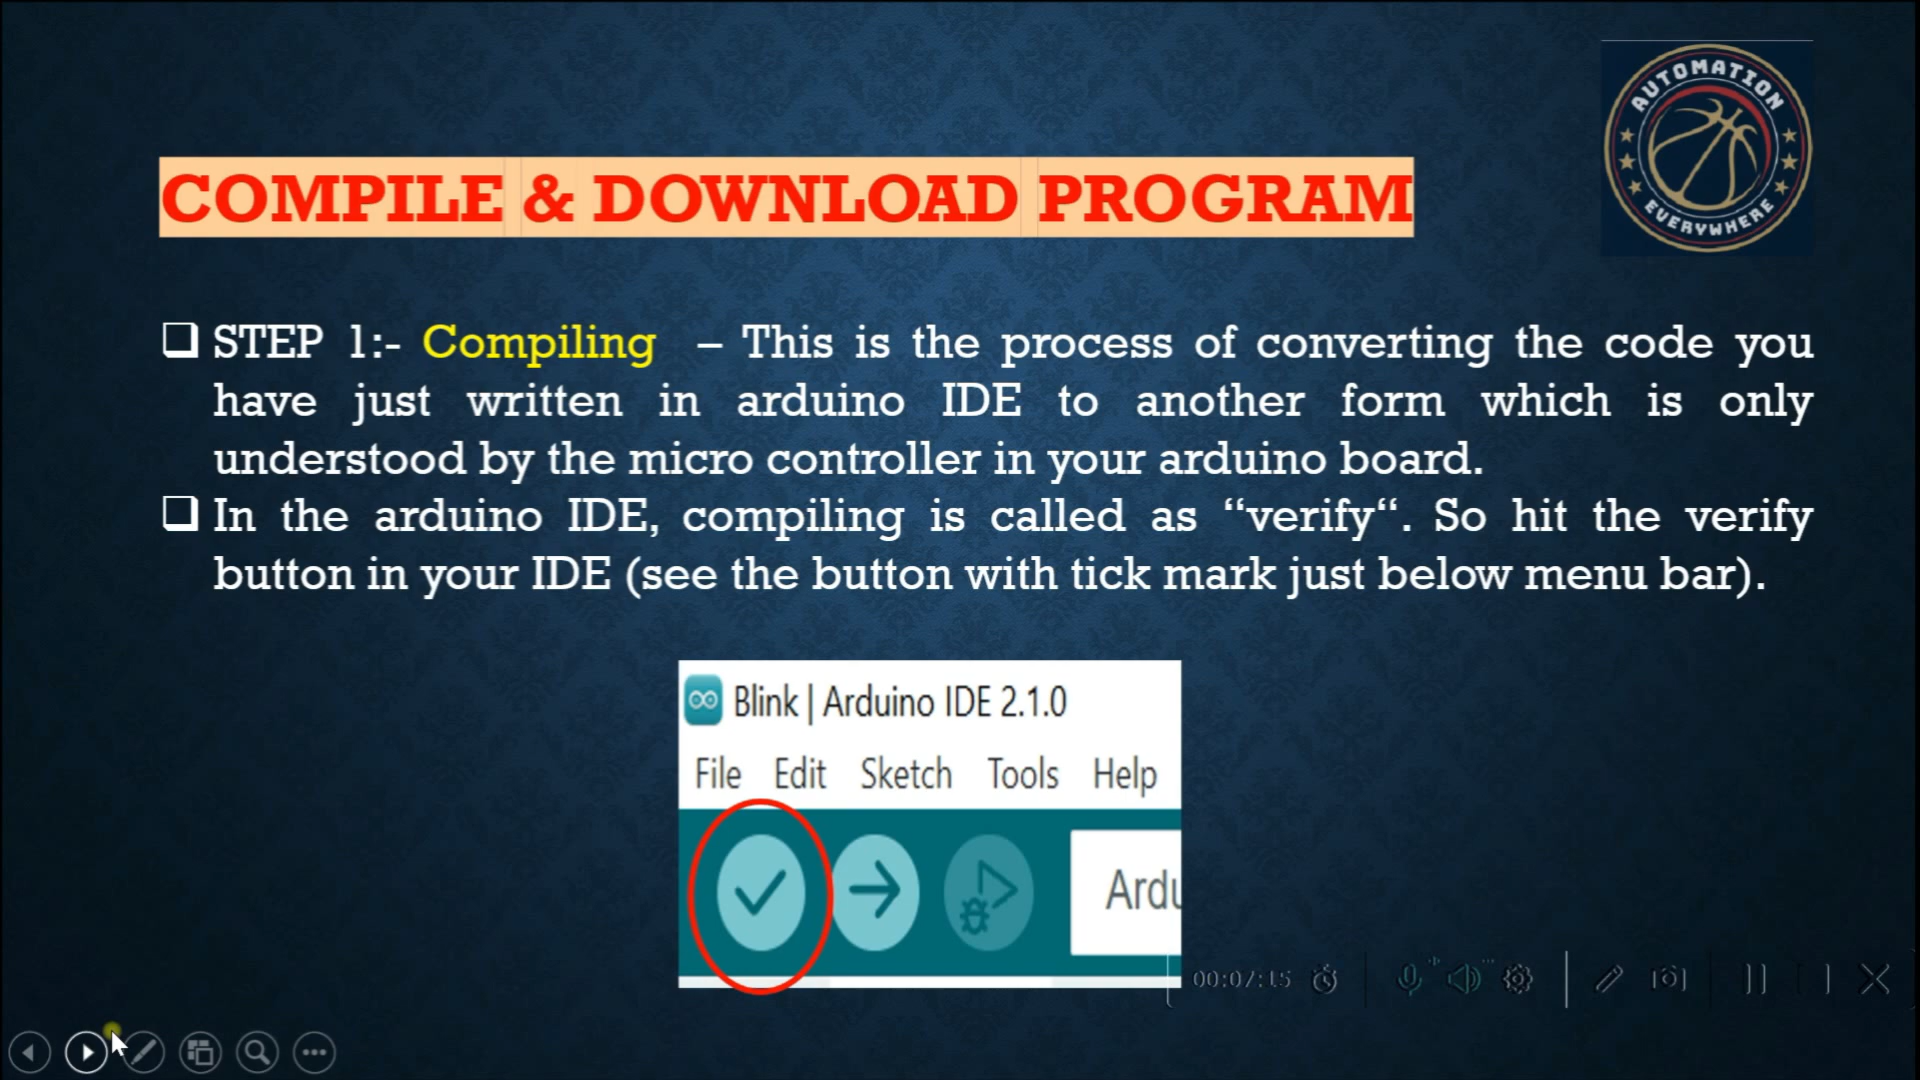 AUTOMATION
EVERYWHERE
COMPILE & DOWNLOAD PROGRAM
STEP 1:- Compiling – This is the process of converting the code you
have just written in arduino IDE to another form which is only
understood by the micro controller in your arduino board.
In the arduino IDE, compiling is called as “verify“. So hit the verify
button in your IDE (see the button with tick mark just below menu bar).
Blink | Arduino IDE 2.1.0
File Edit Sketch Tools Help
Ardu
00:07:15